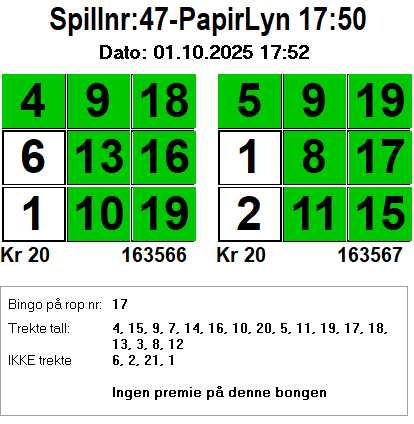 Spillnr:47-PapirLyn 17:50
Dato: 01.10.2025 17:52
4 9 18 5 9 19
6 13 16 1 8 17
1 10 19 2 11 15
Kr 20 163566 Kr 20 163567
Bingo på rop nr: 17
Trekte tall: 4, 15, 9, 7, 14, 16, 10, 20, 5, 11, 19, 17, 18,
13, 3, 8, 12
IKKE trekte 6, 2, 21, 1
Ingen premie på denne bongen